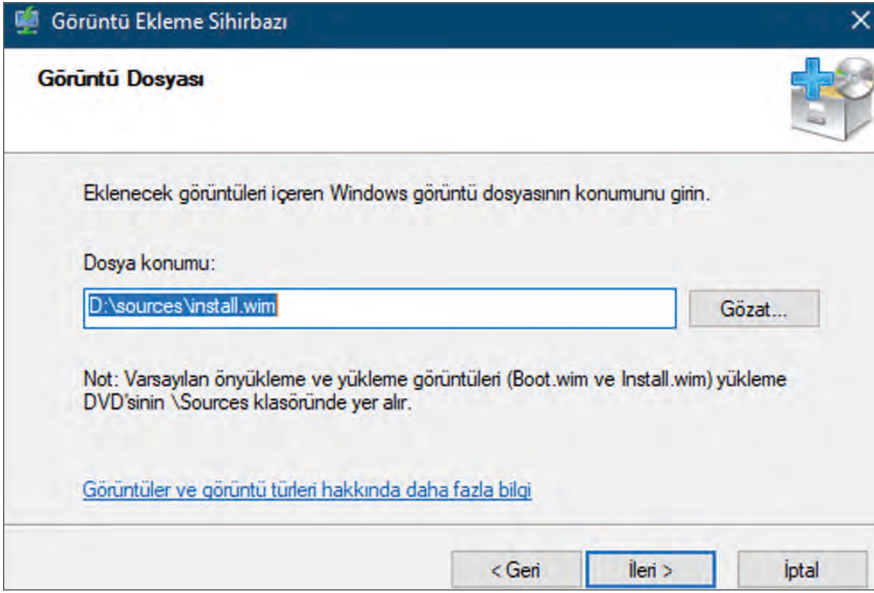 Görüntü Ekleme Sihirbazı
Görüntü Dosyası
Eklenecek görüntüleri içeren Windows görüntü dosyasının konumunu girin.
Dosya konumu:
D:\sources\install.wim
Gözat...
Not: Varsayılan önyükleme ve yükleme görüntüleri (Boot.wim ve Install.wim) yükleme
DVD'sinin \Sources klasöründe yer alır.
Görüntüler ve görüntü türleri hakkında daha fazla bilgi
< Geri
İleri >
İptal